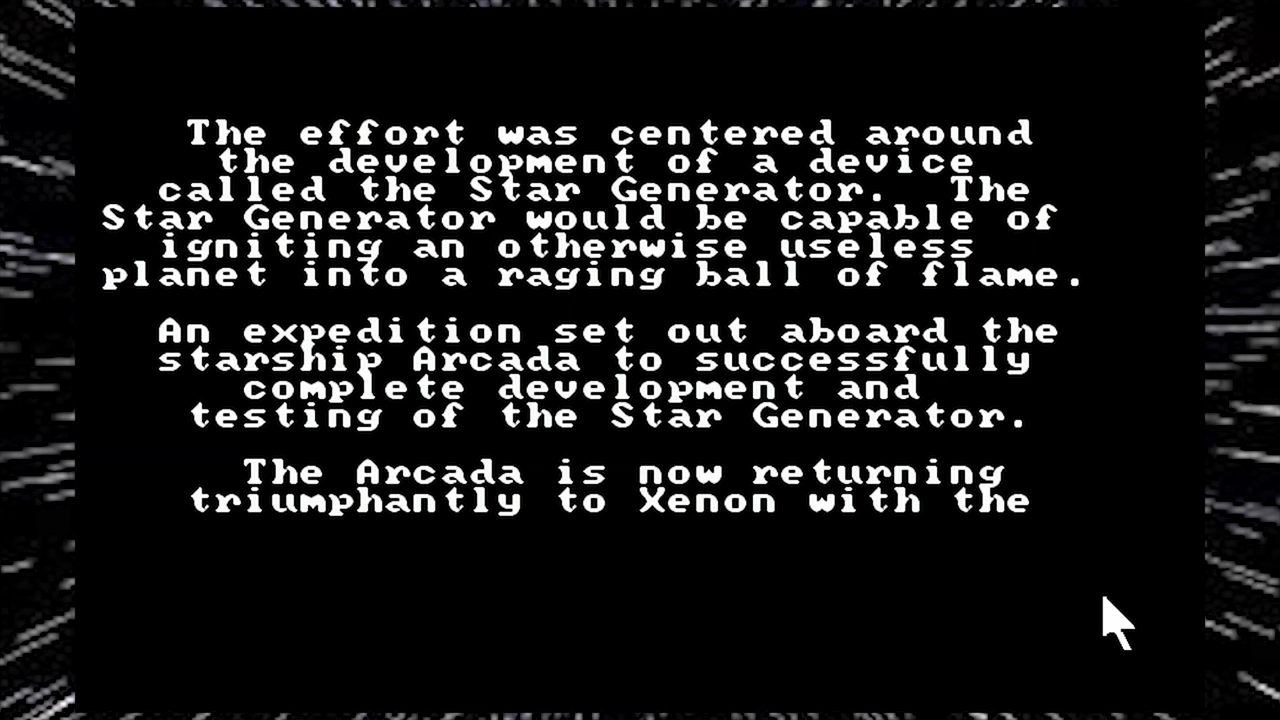 The effort was centered around
the development of a device
called the Star Generator.  The
Star Generator would be capable of
igniting an otherwise useless
planet into a raging ball of flame.
An expedition set out aboard the
starship Arcada to successfully
complete development and
testing of the Star Generator.
The Arcada is now returning
triumphantly to Xenon with the